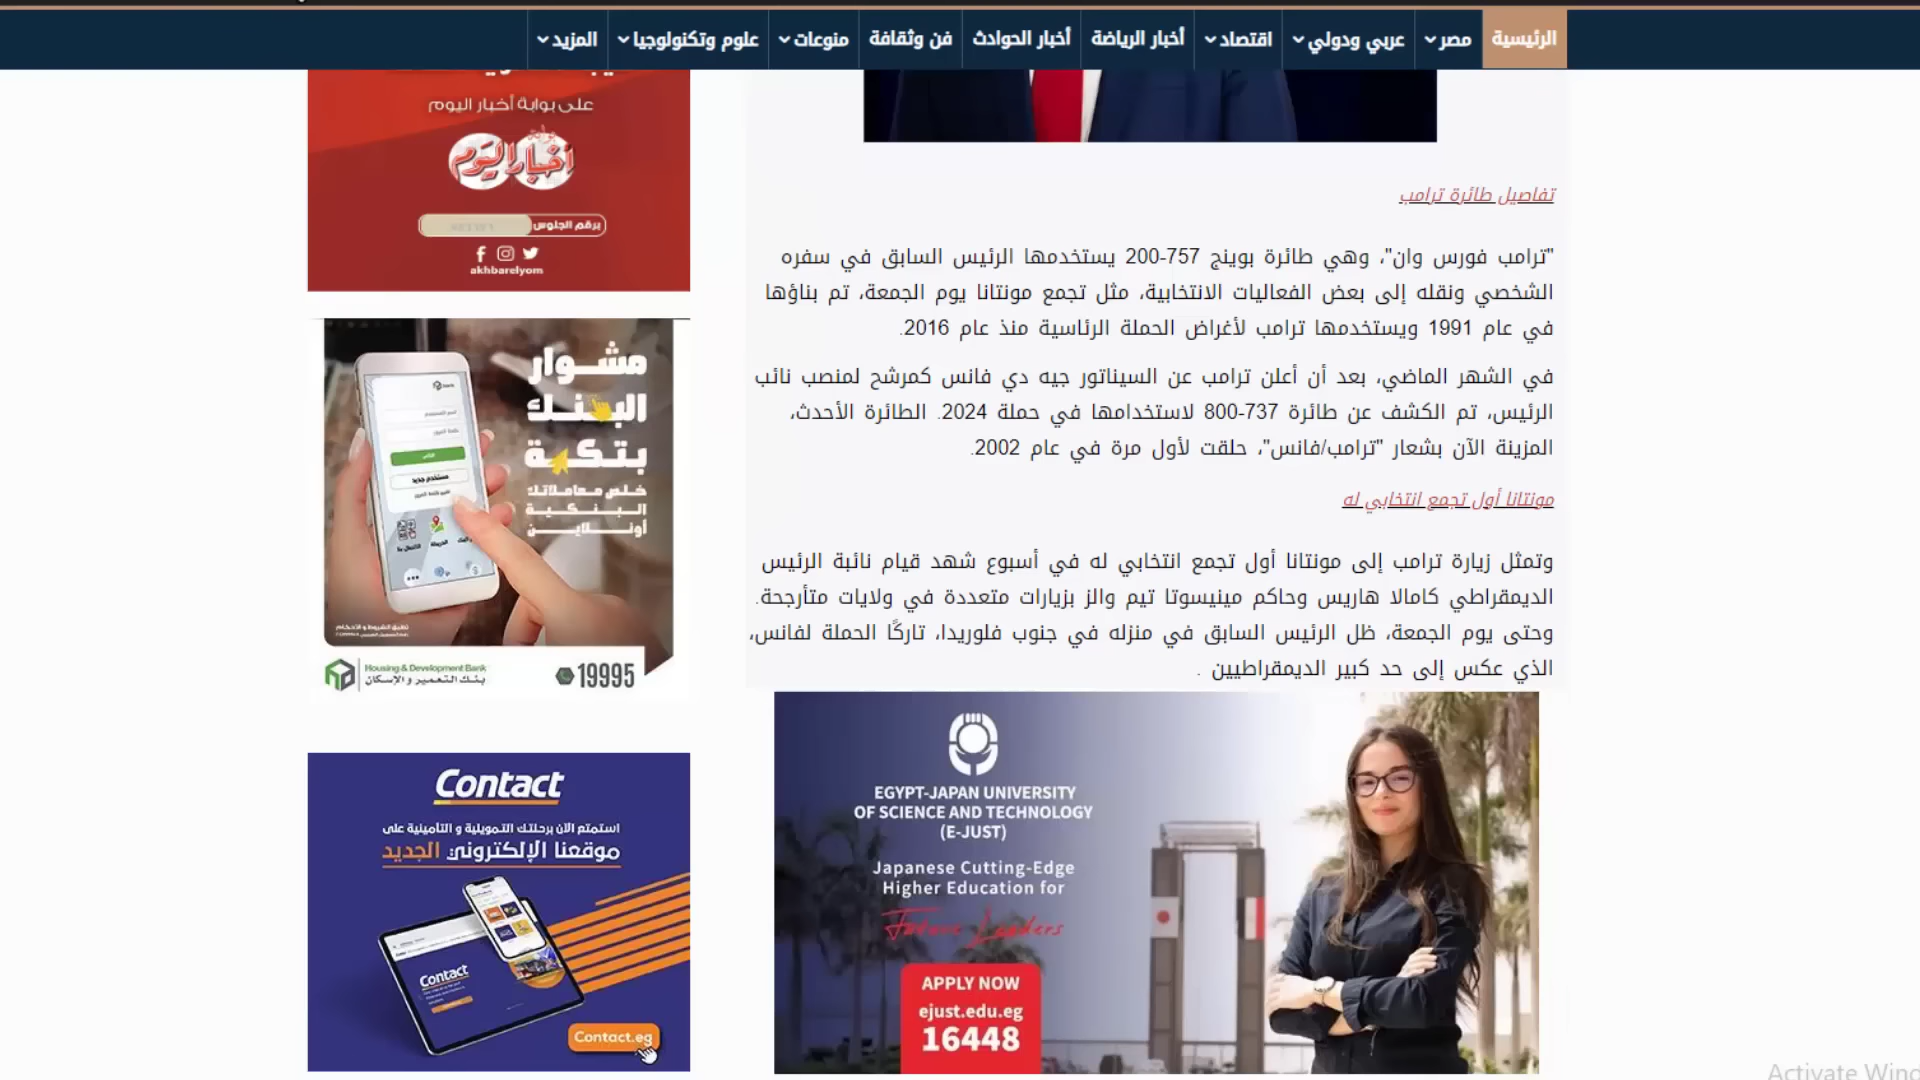 الرئيسية
مصر
عربي ودولي
اقتصاد
أخبار الرياضة
أخبار الحوادث
فن وثقافة
منوعات
علوم وتكنولوجيا
المزيد
تفاصيل طائرة ترامب
"ترامب فورس وان"، وهي طائرة بوينج 757-200 يستخدمها الرئيس السابق في سفره
الشخصي ونقله إلى بعض الفعاليات الانتخابية، مثل تجمع مونتانا يوم الجمعة، تم بناؤها
في عام 1991 ويستخدمها ترامب لأغراض الحملة الرئاسية منذ عام 2016.
في الشهر الماضي، بعد أن أعلن ترامب عن السيناتور جيه دي فانس كمرشح لمنصب نائب
الرئيس، تم الكشف عن طائرة 737-800 لاستخدامها في حملة 2024. الطائرة الأحدث،
المزينة الآن بشعار "ترامب/فانس"، حلقت لأول مرة في عام 2002.
مونتانا أول تجمع انتخابي له
وتمثل زيارة ترامب إلى مونتانا أول تجمع انتخابي له في أسبوع شهد قيام نائبة الرئيس
الديمقراطي كامالا هاريس وحاكم مينيسوتا تيم والز بزيارات متعددة في ولايات متأرجحة.
وحتى يوم الجمعة، ظل الرئيس السابق في منزله في جنوب فلوريدا، تاركًا الحملة لفانس،
الذي عكس إلى حد كبير الديمقراطيين .
EGYPT-JAPAN UNIVERSITY
OF SCIENCE AND TECHNOLOGY
(E-JUST)
Japanese Cutting-Edge
Higher Education for
Future Leaders
APPLY NOW
ejust.edu.eg
16448
على بوابة أخبار اليوم
بوابة
أخبار اليوم
برقم الجلوس
akhbarelyom
مشوار
البنك
بتكة
خلص معاملاتك
البنكية
أونلاين
مستخدم جديد
تطبق الشروط و الأحكام
Housing & Development Bank
بنك التعمير و الإسكان
19995
Contact
استمتع الآن برحلتك التمويلية و التأمينية على
موقعنا الإلكتروني الجديد
Contact
Contact.eg
Activate Wind